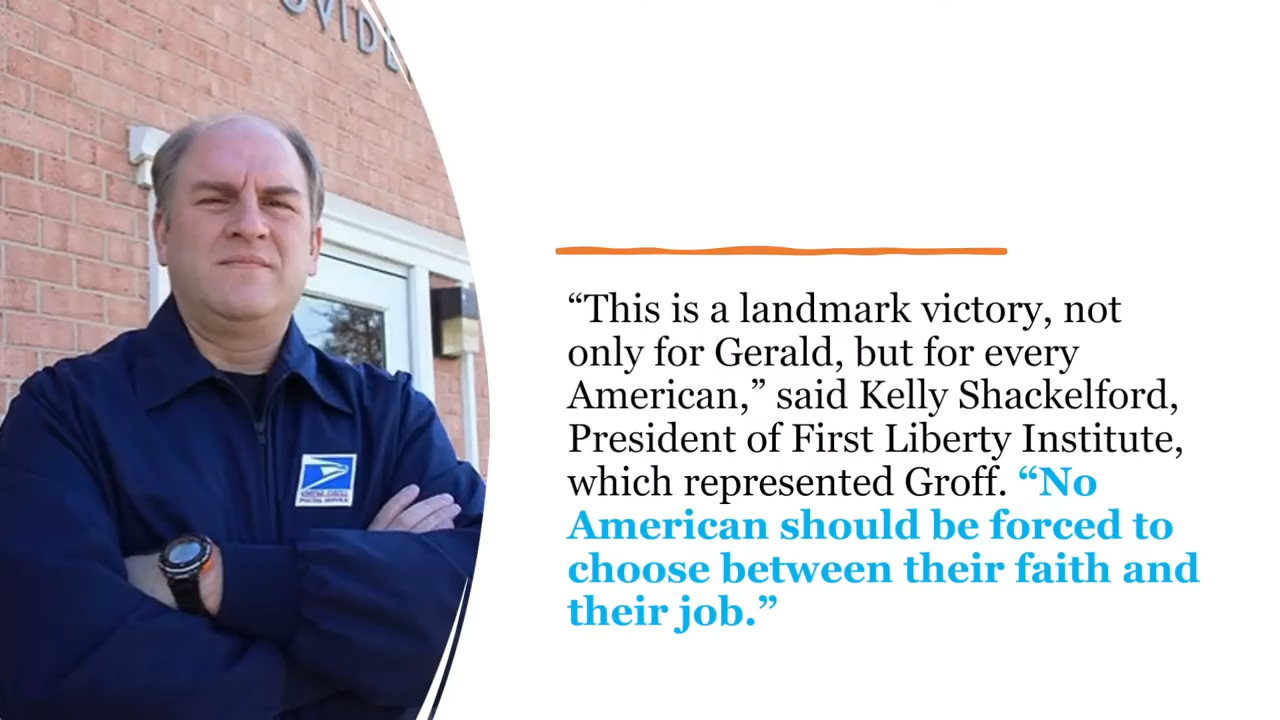 “This is a landmark victory, not
only for Gerald, but for every
American,” said Kelly Shackelford,
President of First Liberty Institute,
which represented Groff. “No
American should be forced to
choose between their faith and
their job.”